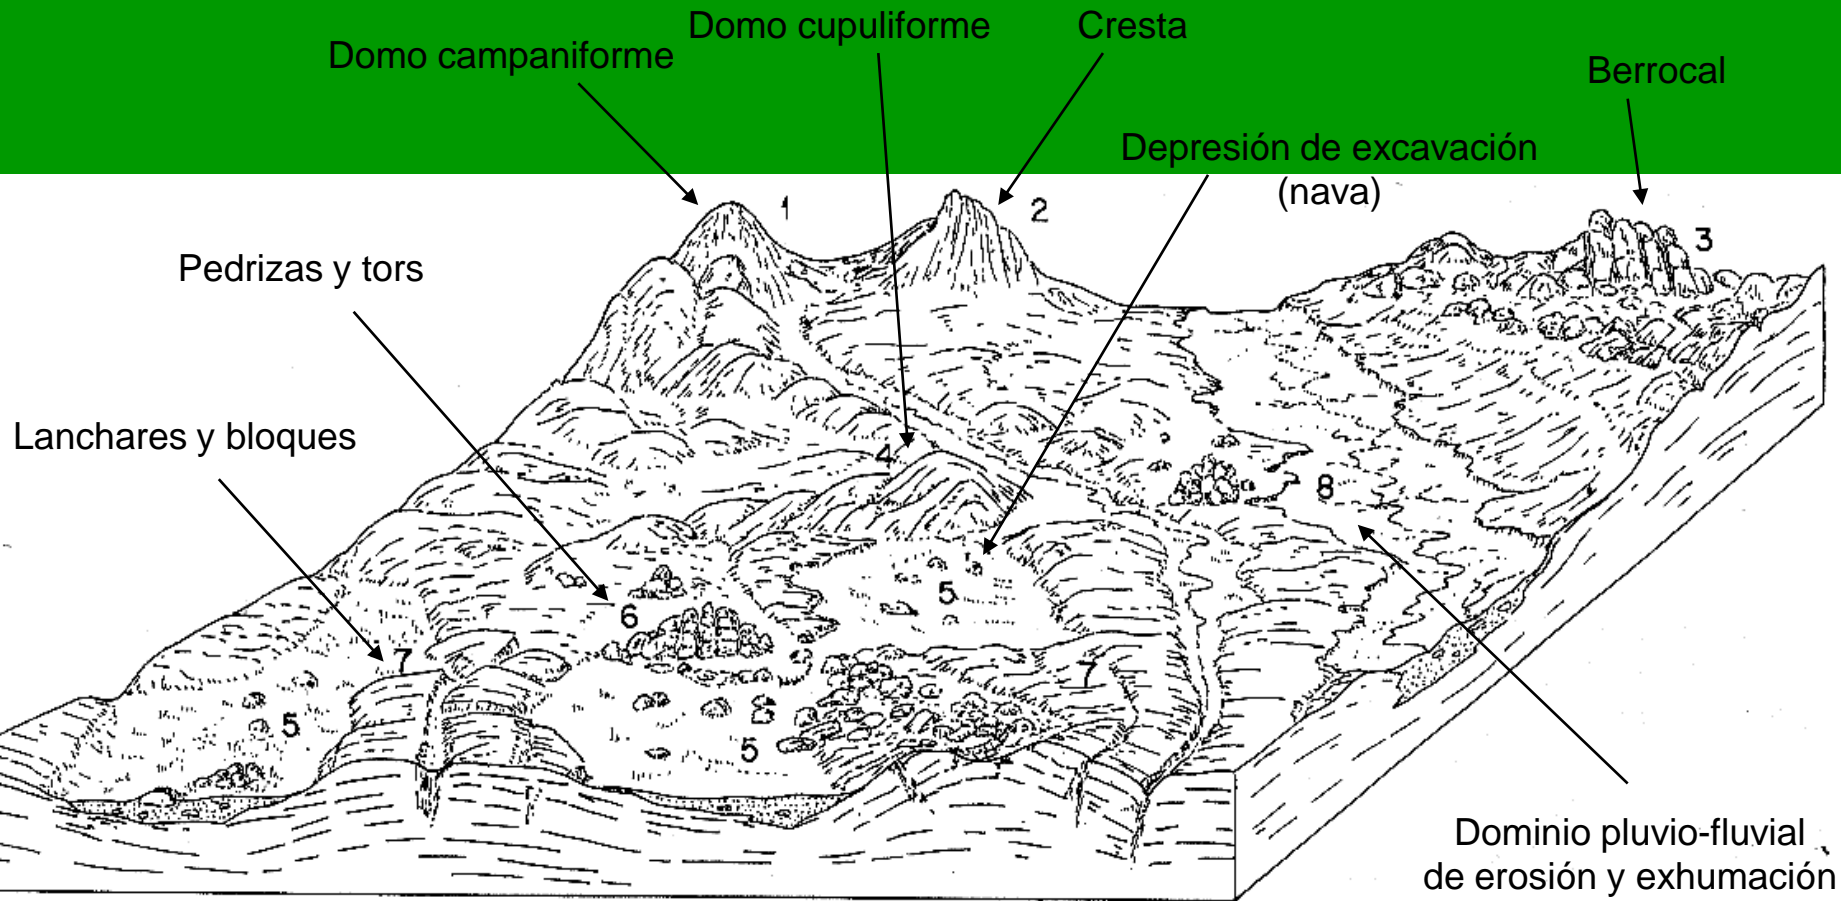 Domo cupuliforme
Cresta
Domo campaniforme
Berrocal
Depresión de excavación
(nava)
1
2
3
Pedrizas y tors
Lanchares y bloques
4
8
5
6
7
7
5
5
Dominio pluvio-fluvial
de erosión y exhumación